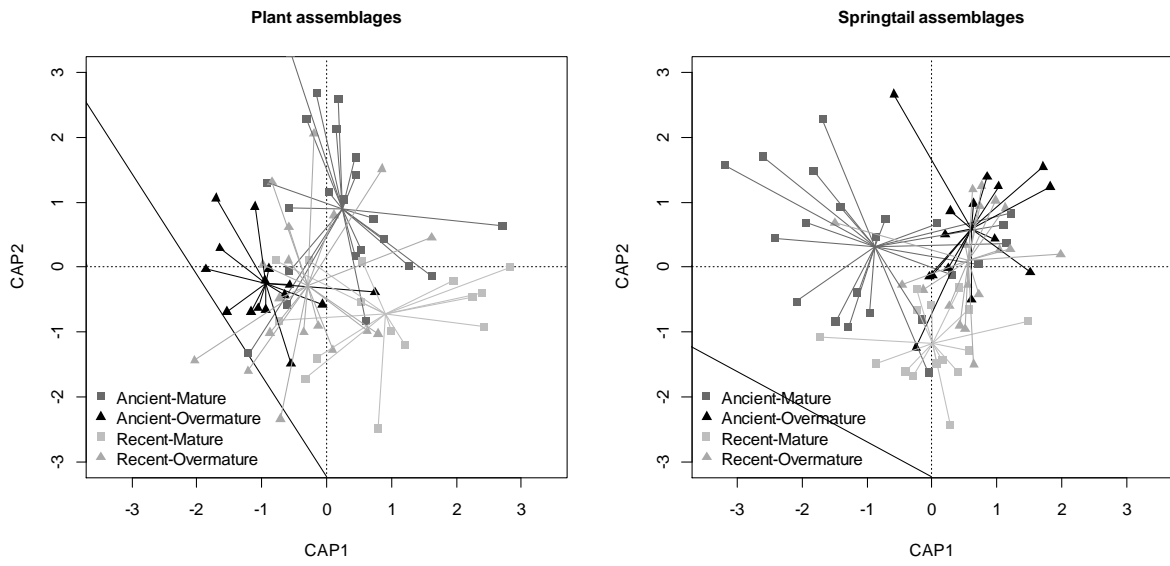 Plant assemblages
3
2
1
0
-1
-2
-3
CAP2
Ancient-Mature
Ancient-Overmature
Recent-Mature
Recent-Overmature
-3 -2 -1 0 1 2 3
CAP1
Springtail assemblages
3
2
1
0
-1
-2
-3
CAP2
Ancient-Mature
Ancient-Overmature
Recent-Mature
Recent-Overmature
-3 -2 -1 0 1 2 3
CAP1